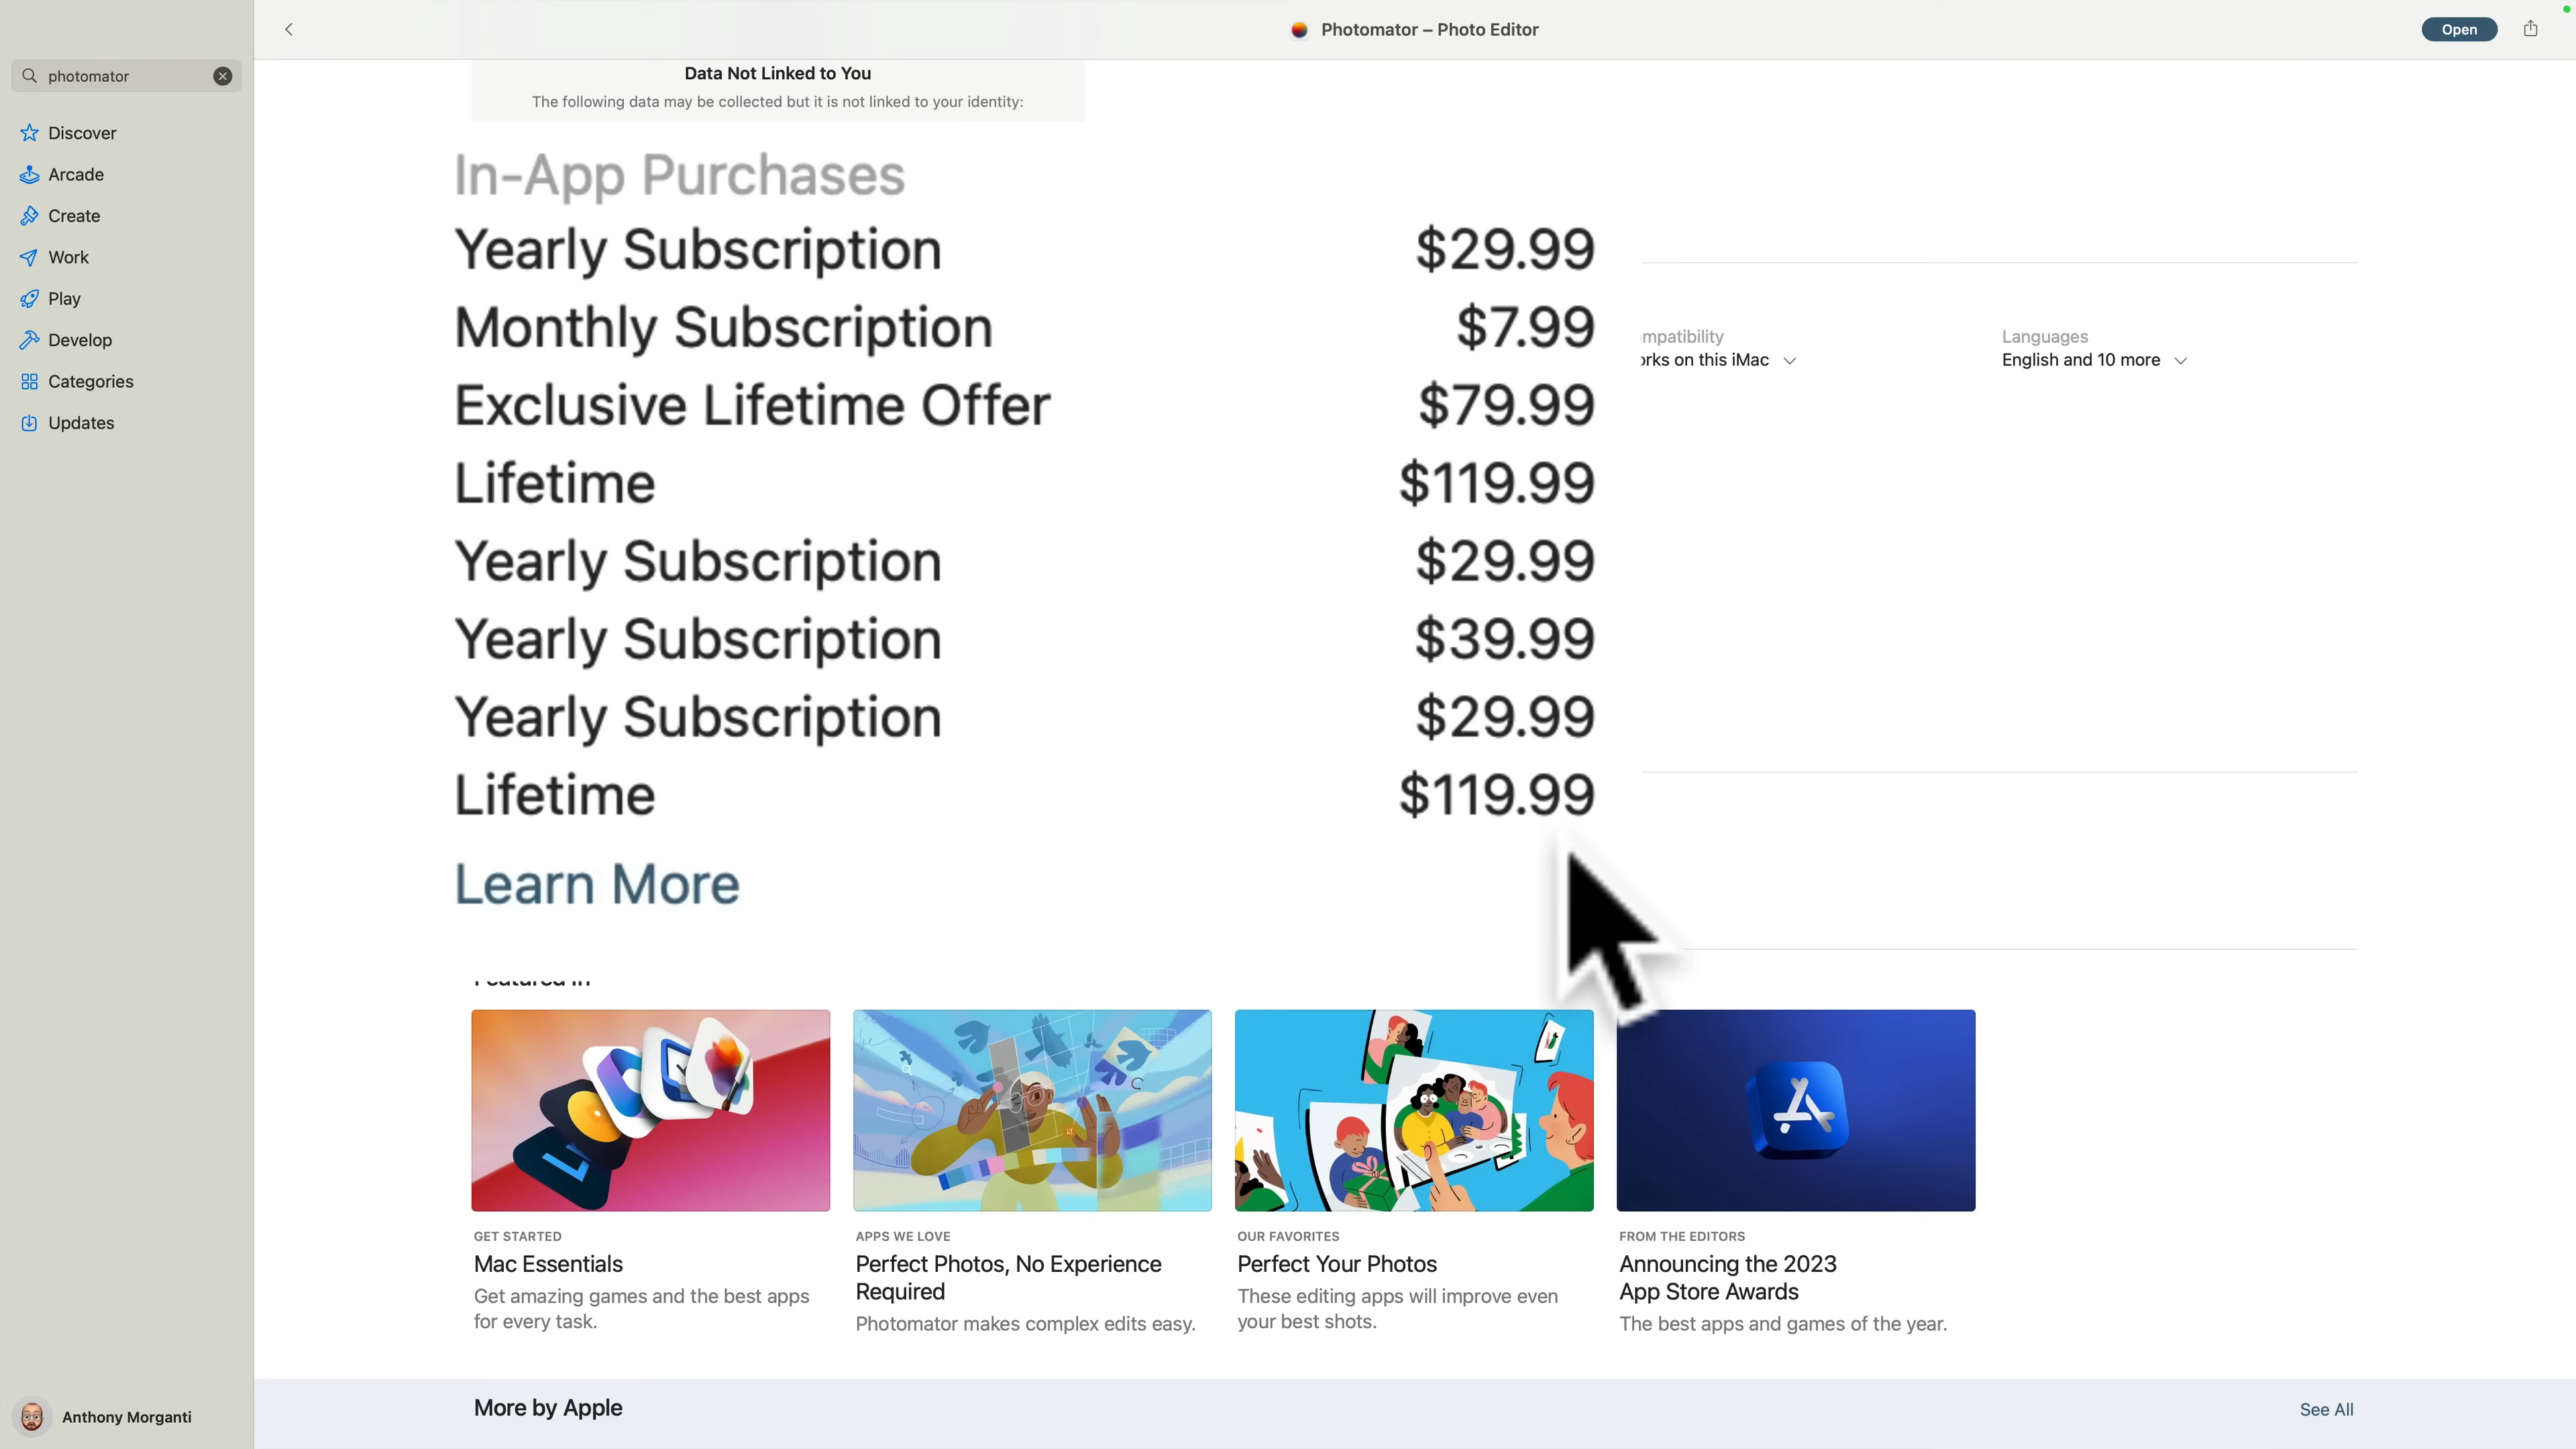 Photomator – Photo Editor
Open
photomator
Discover
Arcade
Create
Work
Play
Develop
Categories
Updates
Anthony Morganti
Data Not Linked to You
The following data may be collected but it is not linked to your identity:
In-App Purchases
Yearly Subscription $29.99
Monthly Subscription $7.99
Exclusive Lifetime Offer $79.99
Lifetime $119.99
Yearly Subscription $29.99
Yearly Subscription $39.99
Yearly Subscription $29.99
Lifetime $119.99
Learn More
mpatibility
orks on this iMac
Languages
English and 10 more
Featured In
GET STARTED
Mac Essentials
Get amazing games and the best apps
for every task.
APPS WE LOVE
Perfect Photos, No Experience
Required
Photomator makes complex edits easy.
OUR FAVORITES
Perfect Your Photos
These editing apps will improve even
your best shots.
FROM THE EDITORS
Announcing the 2023
App Store Awards
The best apps and games of the year.
More by Apple
See All